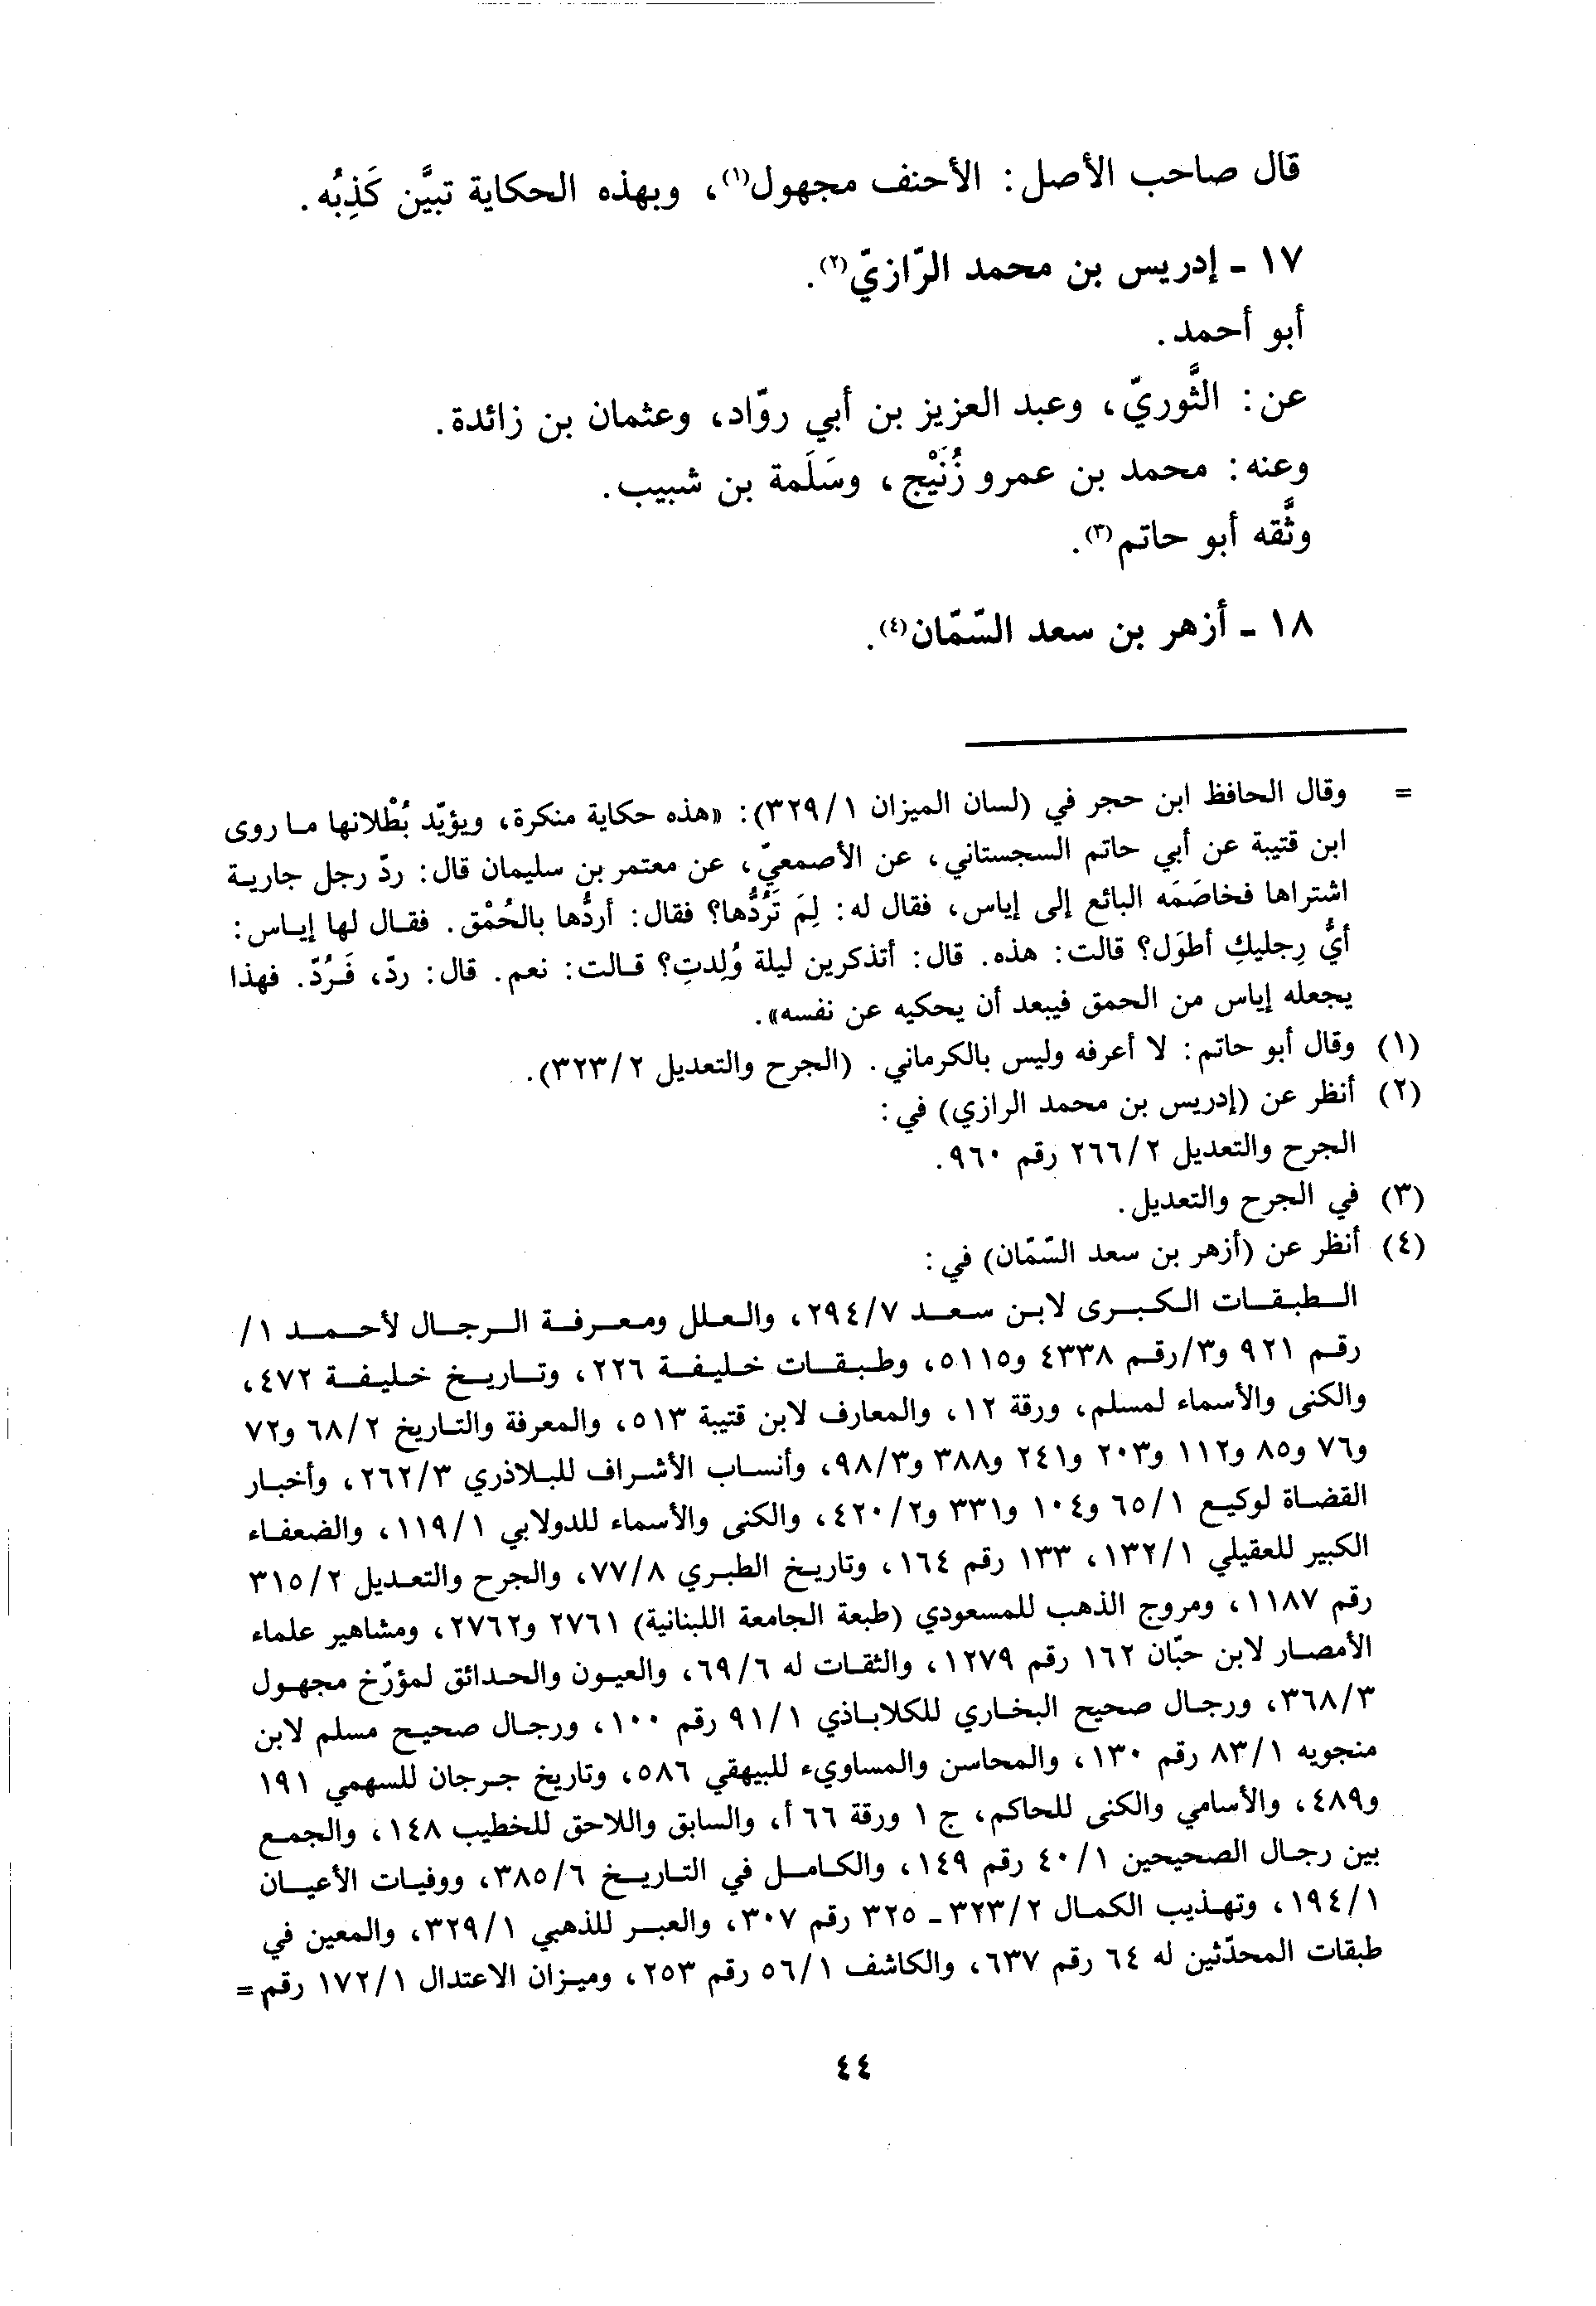 قال صاحب الأصل: الأحنف مجهول(١)، وبهذه الحكاية تبيَّن كَذِبُه.
١٧ - إدريس بن محمد الرّازيّ(٢).
أبو أحمد.
عن: الثَّوريّ، وعبد العزيز بن أبي روّاد، وعثمان بن زائدة.
وعنه: محمد بن عمرو زُنَيْج، وسَلَمة بن شبيب.
وثَّقه أبو حاتم(٣).
١٨ - أزهر بن سعد السّمّان(٤).
= وقال الحافظ ابن حجر في (لسان الميزان ٣٢٩/١): «هذه حكاية منكرة، ويؤيّد بُطْلانها ما روى
ابن قتيبة عن أبي حاتم السجستاني، عن الأصمعيّ، عن معتمر بن سليمان قال: ردّ رجل جارية
اشتراها فخاصَمَه البائع إلى إياس، فقال له: لِمَ تَرُدُّها؟ فقال: أردُّها بالحُمْق. فقال لها إياس:
أيُّ رِجليكِ أطوَل؟ قالت: هذه. قال: أتذكرين ليلة وُلِدتِ؟ قالت: نعم. قال: ردّ، فَرُدّ. فهذا
يجعله إياس من الحمق فيبعد أن يحكيه عن نفسه».
(١) وقال أبو حاتم: لا أعرفه وليس بالكرماني. (الجرح والتعديل ٣٢٣/٢).
(٢) أنظر عن (إدريس بن محمد الرازي) في:
الجرح والتعديل ٢٦٦/٢ رقم ٩٦٠.
(٣) في الجرح والتعديل.
(٤) أنظر عن (أزهر بن سعد السّمّان) في:
الطبقات الكبرى لابن سعد ٢٩٤/٧، والعلل ومعرفة الرجال لأحمد ١/
رقم ٩٢١ و٣/رقم ٤٣٣٨ و٥١١٥، وطبقات خليفة ٢٢٦، وتاريخ خليفة ٤٧٢،
والكنى والأسماء لمسلم، ورقة ١٢، والمعارف لابن قتيبة ٥١٣، والمعرفة والتاريخ ٦٨/٢ و٧٢
و٧٦ و٨٥ و١١٢ و٢٠٣ و٢٤١ و٣٨٨ و٩٨/٣، وأنساب الأشراف للبلاذري ٢٦٢/٣، وأخبار
القضاة لوكيع ٦٥/١ و١٠٤ و٣٣١ و٤٢٠/٢، والكنى والأسماء للدولابي ١١٩/١، والضعفاء
الكبير للعقيلي ١٣٢/١، ١٣٣ رقم ١٦٤، وتاريخ الطبري ٧٧/٨، والجرح والتعديل ٣١٥/٢
رقم ١١٨٧، ومروج الذهب للمسعودي (طبعة الجامعة اللبنانية) ٢٧٦١ و٢٧٦٢، ومشاهير علماء
الأمصار لابن حبّان ١٦٢ رقم ١٢٧٩، والثقات له ٦٩/٦، والعيون والحدائق لمؤرّخ مجهول
٣٦٨/٣، ورجال صحيح البخاري للكلاباذي ٩١/١ رقم ١٠٠، ورجال صحيح مسلم لابن
منجويه ٨٣/١ رقم ١٣٠، والمحاسن والمساويء للبيهقي ٥٨٦، وتاريخ جرجان للسهمي ١٩١
و٤٨٩، والأسامي والكنى للحاكم، ج ١ ورقة ٦٦ أ، والسابق واللاحق للخطيب ١٤٨، والجمع
بين رجال الصحيحين ٤٠/١ رقم ١٤٩، والكامل في التاريخ ٣٨٥/٦، ووفيات الأعيان
١٩٤/١، وتهذيب الكمال ٣٢٣/٢ - ٣٢٥ رقم ٣٠٧، والعبر للذهبي ٣٢٩/١، والمعين في
طبقات المحدّثين له ٦٤ رقم ٦٣٧، والكاشف ٥٦/١ رقم ٢٥٣، وميزان الاعتدال ١٧٢/١ رقم =
٤٤